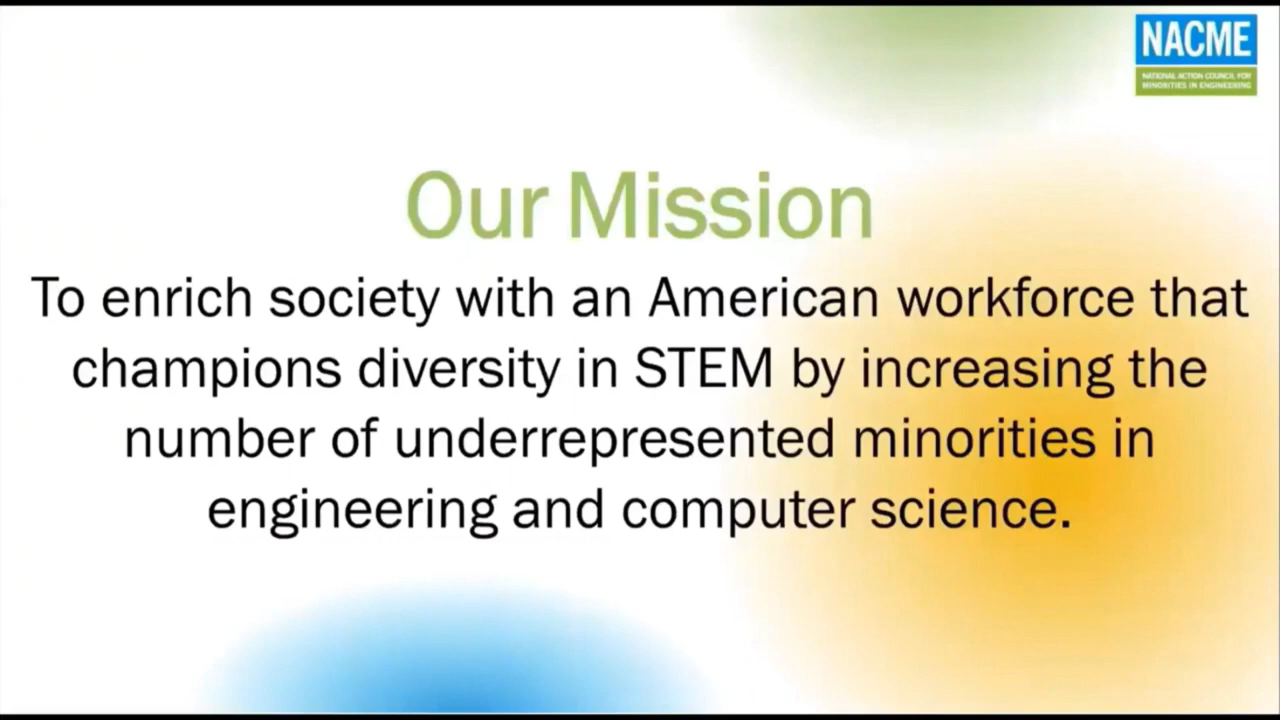 NACME
NATIONAL ACTION COUNCIL FOR
MINORITIES IN ENGINEERING
Our Mission
To enrich society with an American workforce that
champions diversity in STEM by increasing the
number of underrepresented minorities in
engineering and computer science.